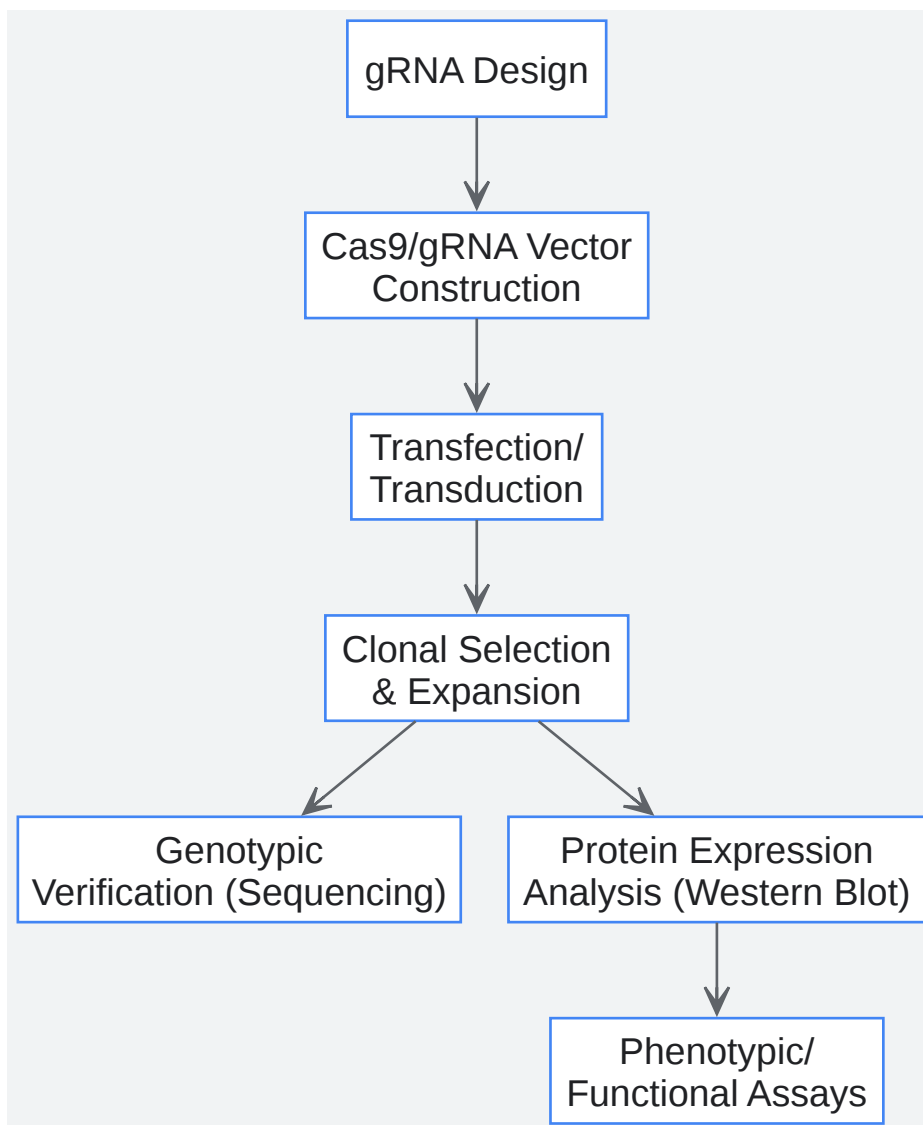 gRNA Design
Cas9/gRNA Vector
Construction
Transfection/
Transduction
Clonal Selection
& Expansion
Genotypic
Verification (Sequencing)
Protein Expression
Analysis (Western Blot)
Phenotypic/
Functional Assays